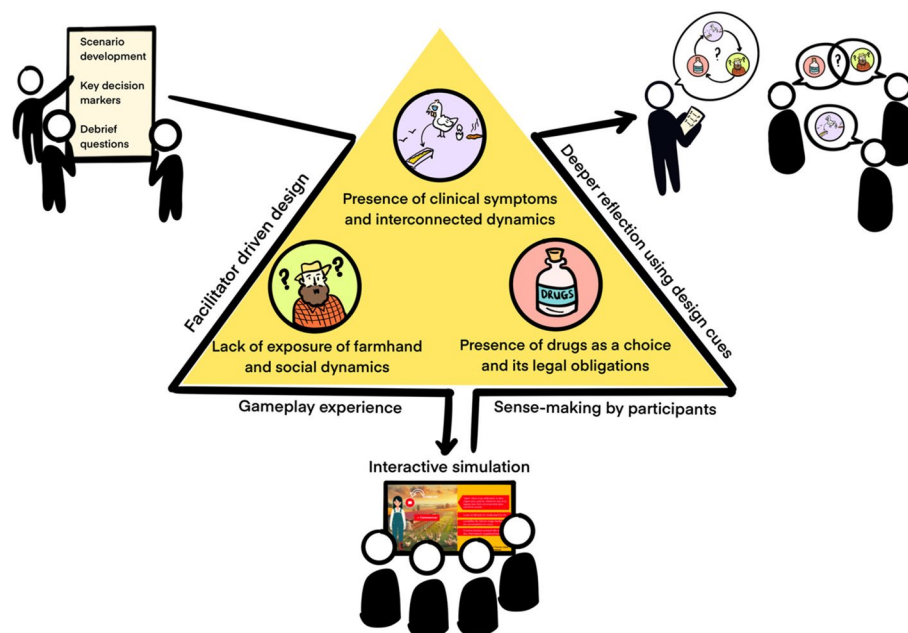 Scenario
development
Key decision
markers
Debrief
questions
?
?
Presence of clinical symptoms
and interconnected dynamics
Facilitator driven design
Deeper reflection using design cues
? ?
DRUGS
Lack of exposure of farmhand
and social dynamics
Presence of drugs as a choice
and its legal obligations
Gameplay experience
Sense-making by participants
Interactive simulation